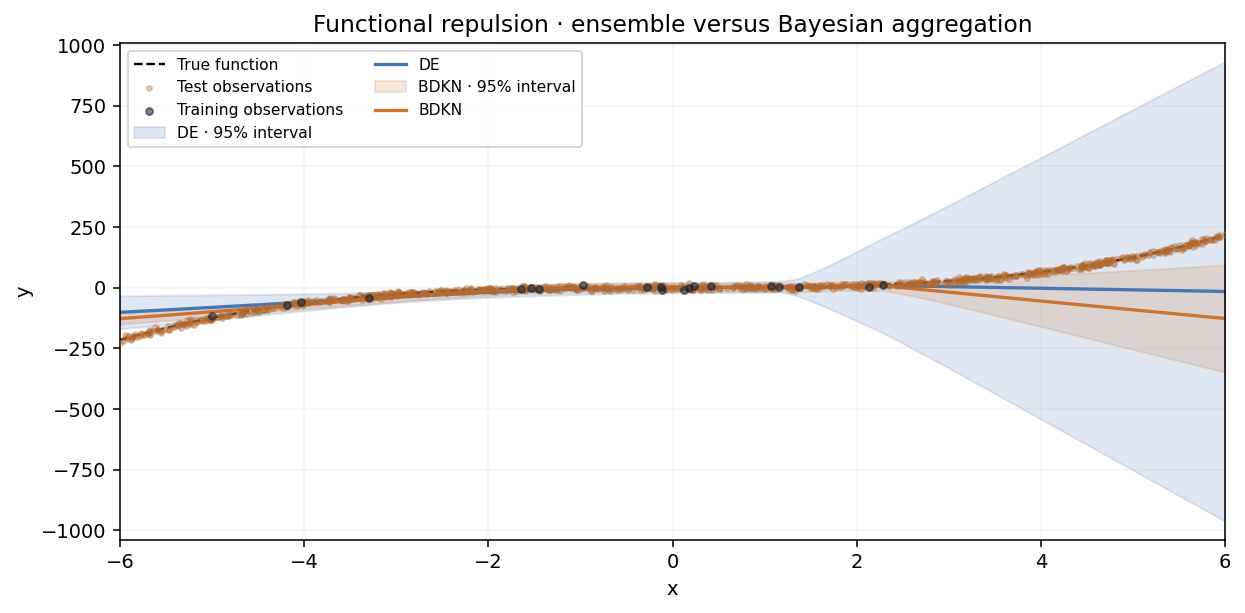 Functional repulsion · ensemble versus Bayesian aggregation
True function
Test observations
Training observations
DE · 95% interval
DE
BDKN · 95% interval
BDKN
1000
750
500
250
0
−250
−500
−750
−1000
y
−6
−4
−2
0
2
4
6
x